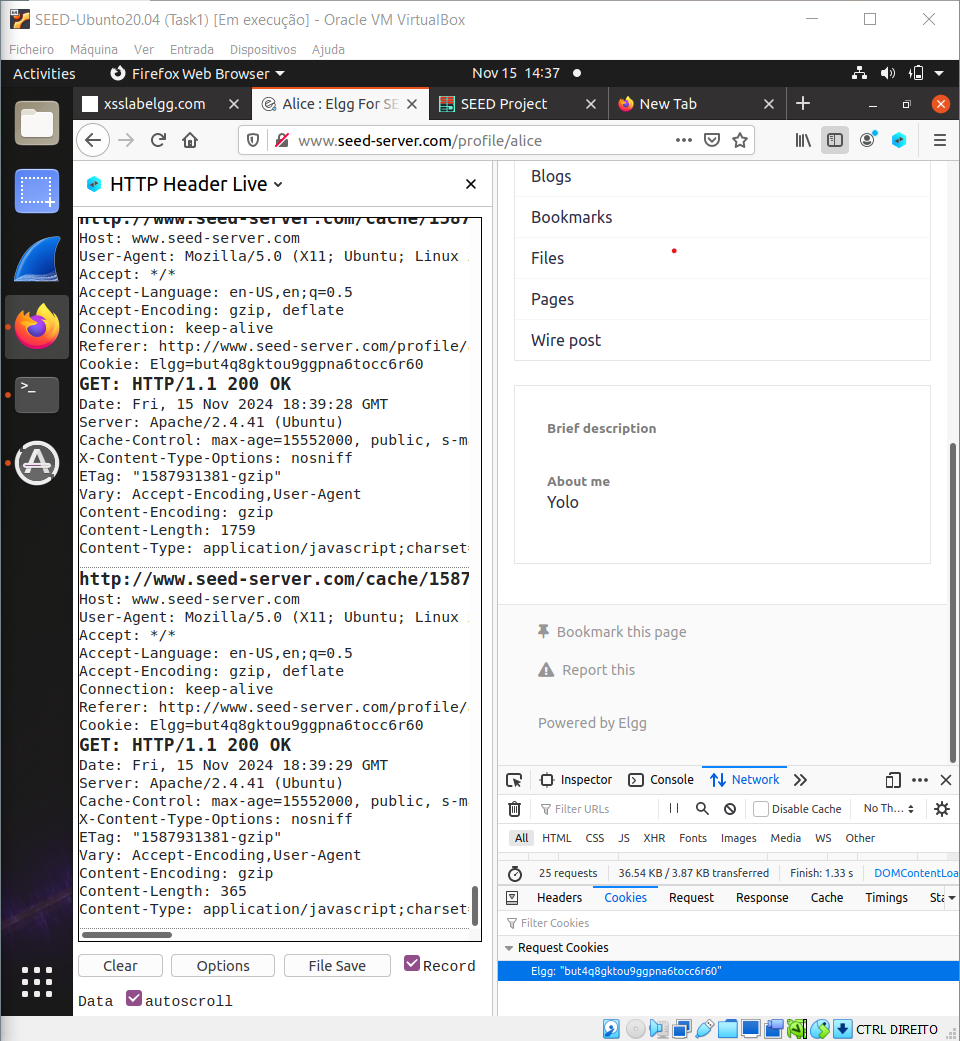 SEED-Ubunto20.04 (Task1) [Em execução] - Oracle VM VirtualBox
Ficheiro Máquina Ver Entrada Dispositivos Ajuda
Activities Firefox Web Browser Nov 15 14:37
xsslabelgg.com Alice : Elgg For SE SEED Project New Tab
www.seed-server.com/profile/alice
HTTP Header Live
http://www.seed-server.com/cache/1587
Host: www.seed-server.com
User-Agent: Mozilla/5.0 (X11; Ubuntu; Linux
Accept: */*
Accept-Language: en-US,en;q=0.5
Accept-Encoding: gzip, deflate
Connection: keep-alive
Referer: http://www.seed-server.com/profile/
Cookie: Elgg=but4q8gktou9ggpna6tocc6r60
GET: HTTP/1.1 200 OK
Date: Fri, 15 Nov 2024 18:39:28 GMT
Server: Apache/2.4.41 (Ubuntu)
Cache-Control: max-age=15552000, public, s-m
X-Content-Type-Options: nosniff
ETag: "1587931381-gzip"
Vary: Accept-Encoding,User-Agent
Content-Encoding: gzip
Content-Length: 1759
Content-Type: application/javascript;charset=
http://www.seed-server.com/cache/1587
Host: www.seed-server.com
User-Agent: Mozilla/5.0 (X11; Ubuntu; Linux
Accept: */*
Accept-Language: en-US,en;q=0.5
Accept-Encoding: gzip, deflate
Connection: keep-alive
Referer: http://www.seed-server.com/profile/
Cookie: Elgg=but4q8gktou9ggpna6tocc6r60
GET: HTTP/1.1 200 OK
Date: Fri, 15 Nov 2024 18:39:29 GMT
Server: Apache/2.4.41 (Ubuntu)
Cache-Control: max-age=15552000, public, s-m
X-Content-Type-Options: nosniff
ETag: "1587931381-gzip"
Vary: Accept-Encoding,User-Agent
Content-Encoding: gzip
Content-Length: 365
Content-Type: application/javascript;charset=
Clear Options File Save Record
Data autoscroll
Blogs
Bookmarks
Files
Pages
Wire post
Brief description
About me
Yolo
Bookmark this page
Report this
Powered by Elgg
Inspector Console Network
Filter URLs Disable Cache No Th...
All HTML CSS JS XHR Fonts Images Media WS Other
25 requests 36.54 KB / 3.87 KB transferred Finish: 1.33 s DOMContentLoa
Headers Cookies Request Response Cache Timings Sta
Filter Cookies
Request Cookies
Elgg: "but4q8gktou9ggpna6tocc6r60"
CTRL DIREITO